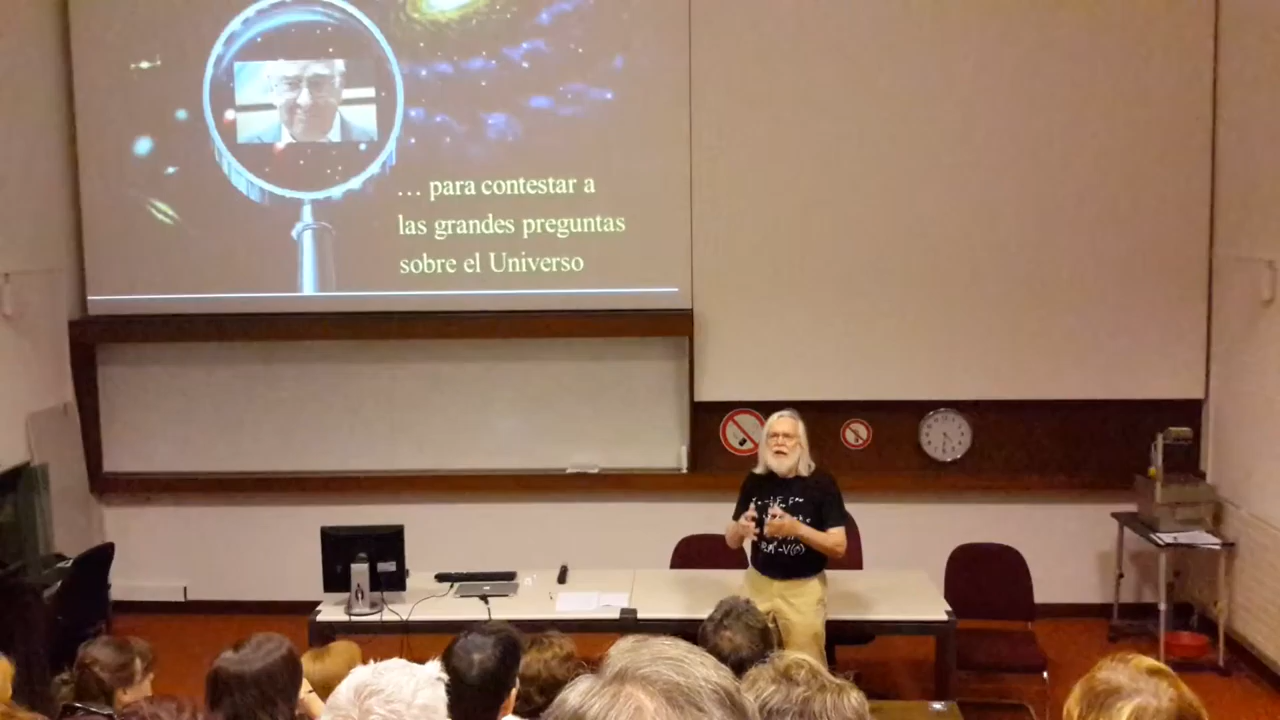 … para contestar a
las grandes preguntas
sobre el Universo